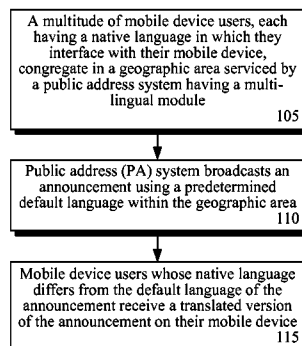 A multitude of mobile device users, each
having a native language in which they
interface with their mobile device,
congregate in a geographic area serviced by
a public address system having a multi-
lingual module
105
Public address (PA) system broadcasts an
announcement using a predetermined
default language within the geographic area
110
Mobile device users whose native language
differs from the default language of the
announcement receive a translated version
of the announcement on their mobile device
115